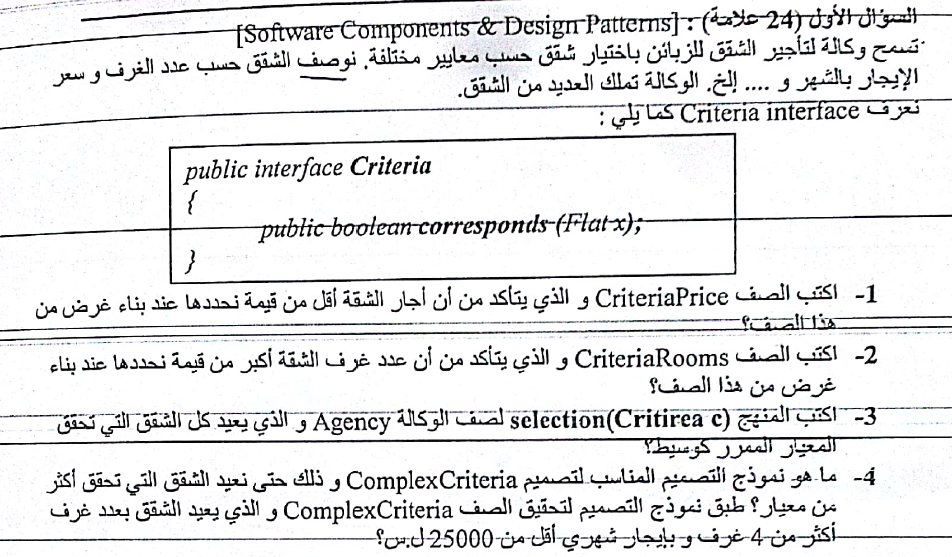 السؤال الأول (24 علامة) : [Software Components & Design Patterns]
تسمح وكالة لتأجير الشقق للزبائن باختيار شقق حسب معايير مختلفة. نوصف الشقق حسب عدد الغرف و سعر
الإيجار بالشهر و .... إلخ. الوكالة تملك العديد من الشقق.
نعرف Criteria interface كما يلي :
public interface Criteria
{
public boolean corresponds (Flat x);
}
1- اكتب الصف CriteriaPrice و الذي يتأكد من أن أجار الشقة أقل من قيمة نحددها عند بناء غرض من
هذا الصف؟
2- اكتب الصف CriteriaRooms و الذي يتأكد من أن عدد غرف الشقة أكبر من قيمة نحددها عند بناء
غرض من هذا الصف؟
3- اكتب المنهج selection(Critirea c) لصف الوكالة Agency و الذي يعيد كل الشقق التي تحقق
المعيار الممرر كوسيط؟
4- ما هو نموذج التصميم المناسب لتصميم ComplexCriteria و ذلك حتى نعيد الشقق التي تحقق أكثر
من معيار؟ طبق نموذج التصميم لتحقيق الصف ComplexCriteria و الذي يعيد الشقق بعدد غرف
أكثر من 4 غرف و بإيجار شهري أقل من 25000 ل.س؟